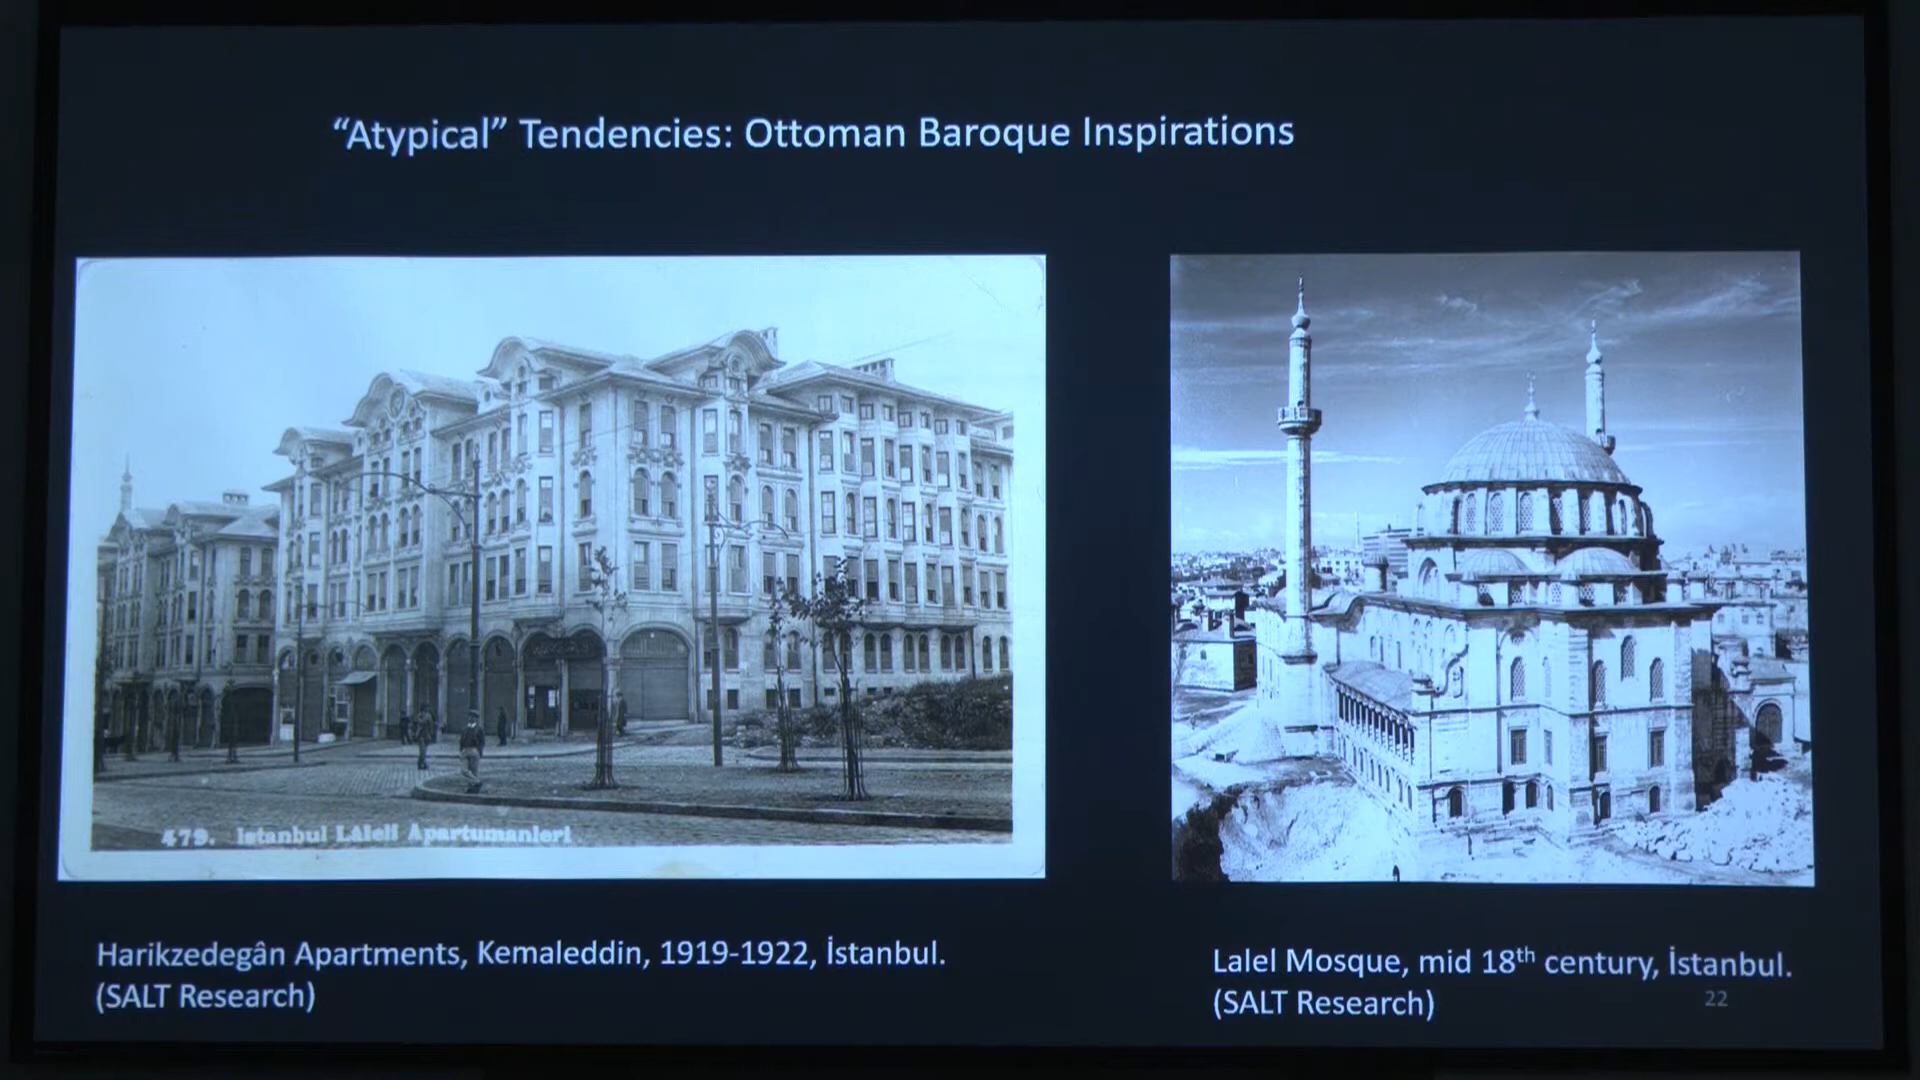 “Atypical” Tendencies: Ottoman Baroque Inspirations
479. Istanbul Lâleli Apartumanleri
Harikzedegân Apartments, Kemaleddin, 1919-1922, İstanbul.
(SALT Research)
Lalel Mosque, mid 18th century, İstanbul.
(SALT Research)
22